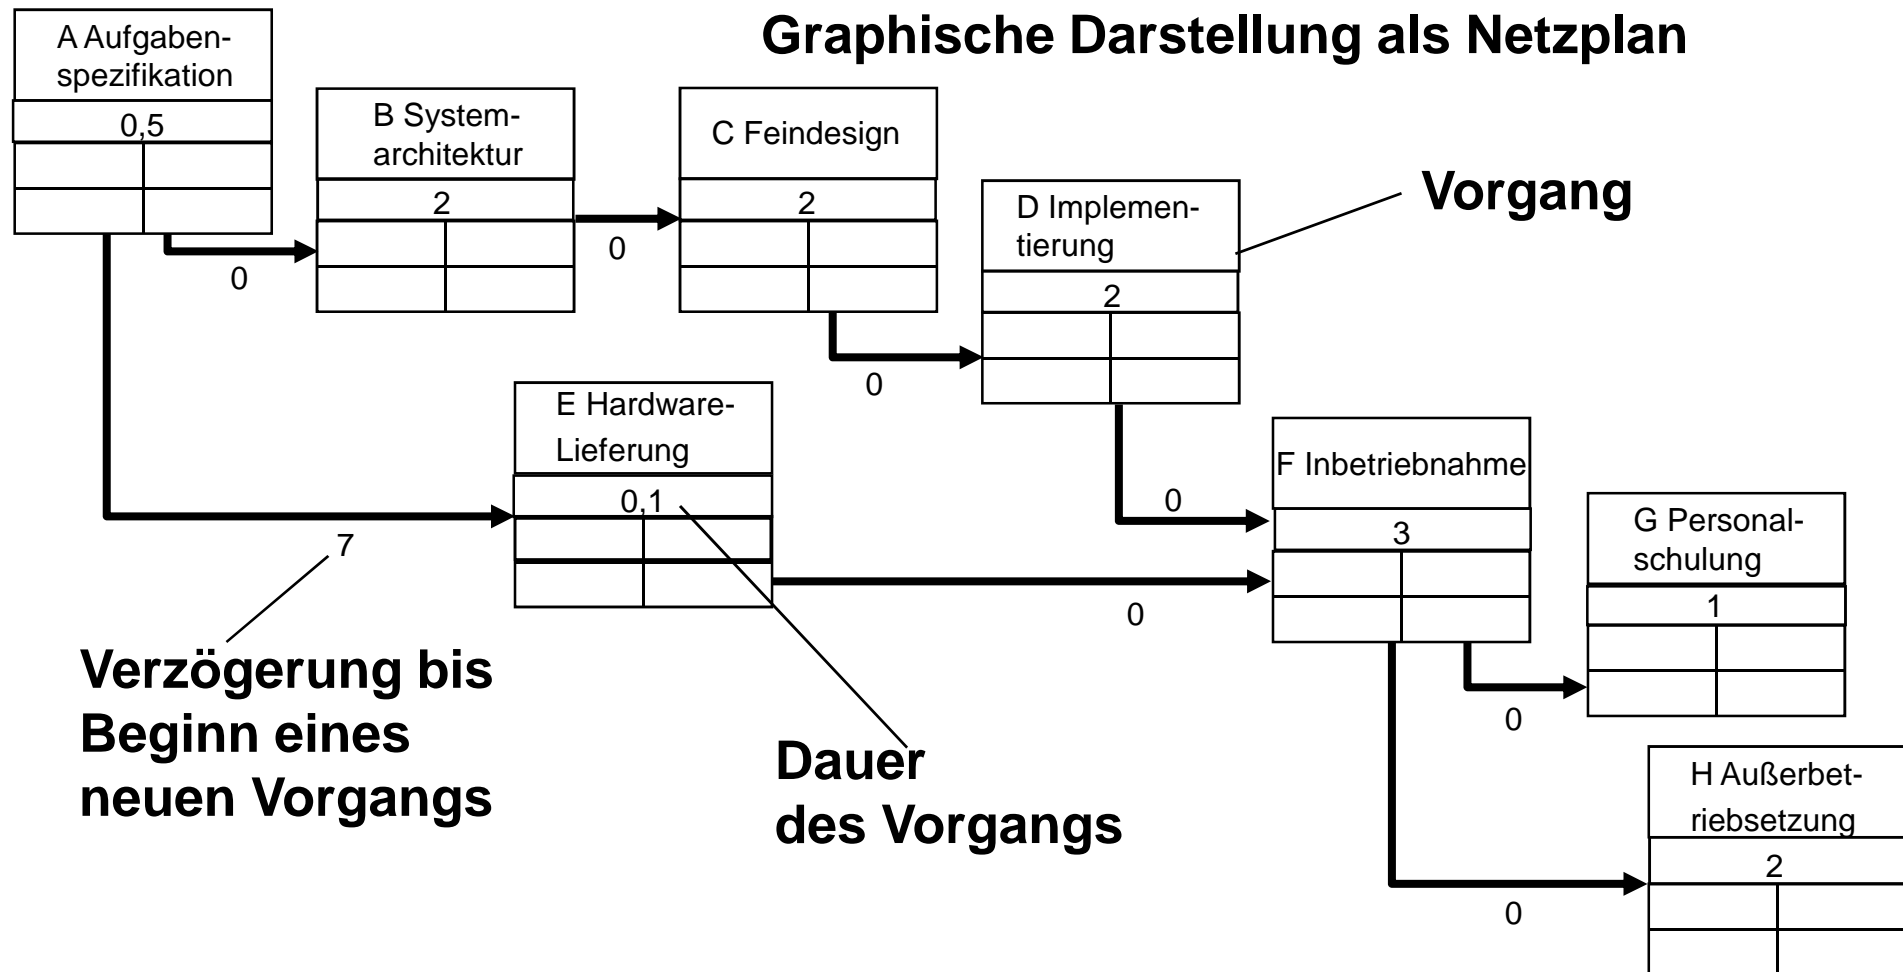 Graphische Darstellung als Netzplan
A Aufgaben-
spezifikation
0,5
B System-
architektur
2
C Feindesign
2
D Implemen-
tierung
2
Vorgang
0
0
0
E Hardware-
Lieferung
0,1
7
0
0
F Inbetriebnahme
3
G Personal-
schulung
1
0
Verzögerung bis
Beginn eines
neuen Vorgangs
Dauer
des Vorgangs
H Außerbet-
riebsetzung
2
0